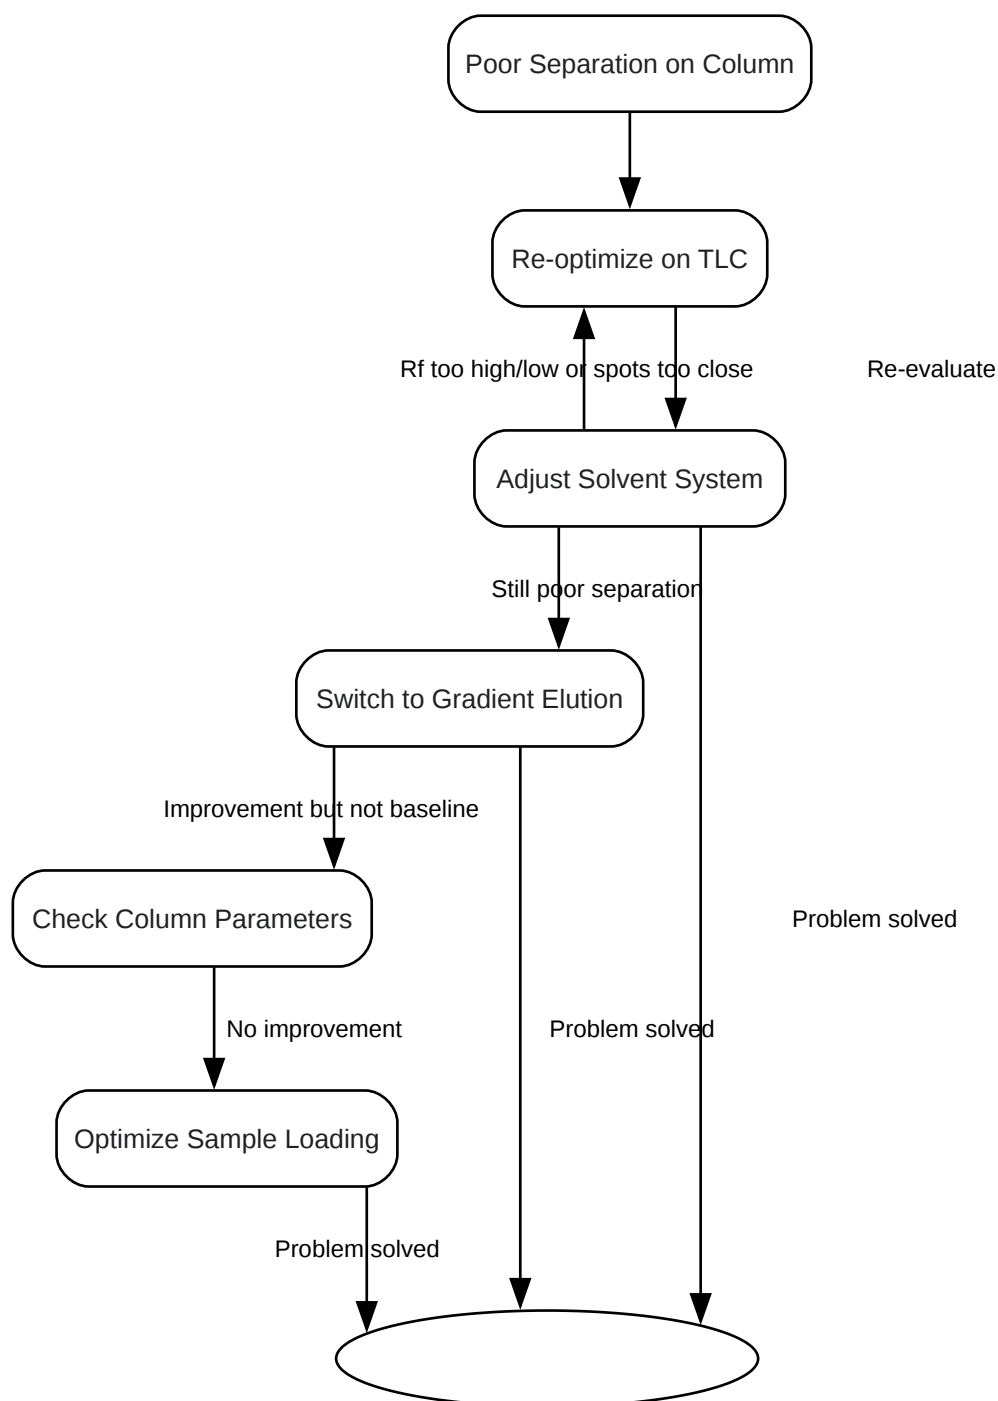 Poor Separation on Column
Re-optimize on TLC
Rf too high/low or spots too close
Re-evaluate
Adjust Solvent System
Still poor separation
Switch to Gradient Elution
Improvement but not baseline
Check Column Parameters
Problem solved
No improvement
Problem solved
Optimize Sample Loading
Problem solved